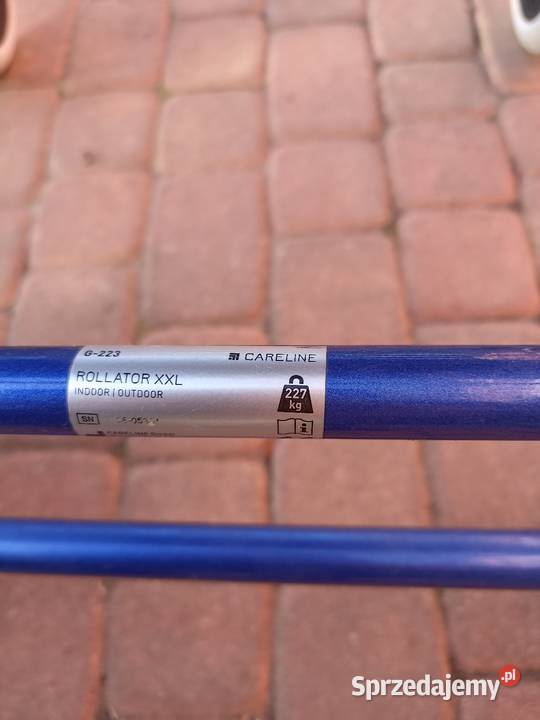 G-223
CARELINE
ROLLATOR XXL
INDOOR | OUTDOOR
227
kg
SN
Sprzedajemy.pl